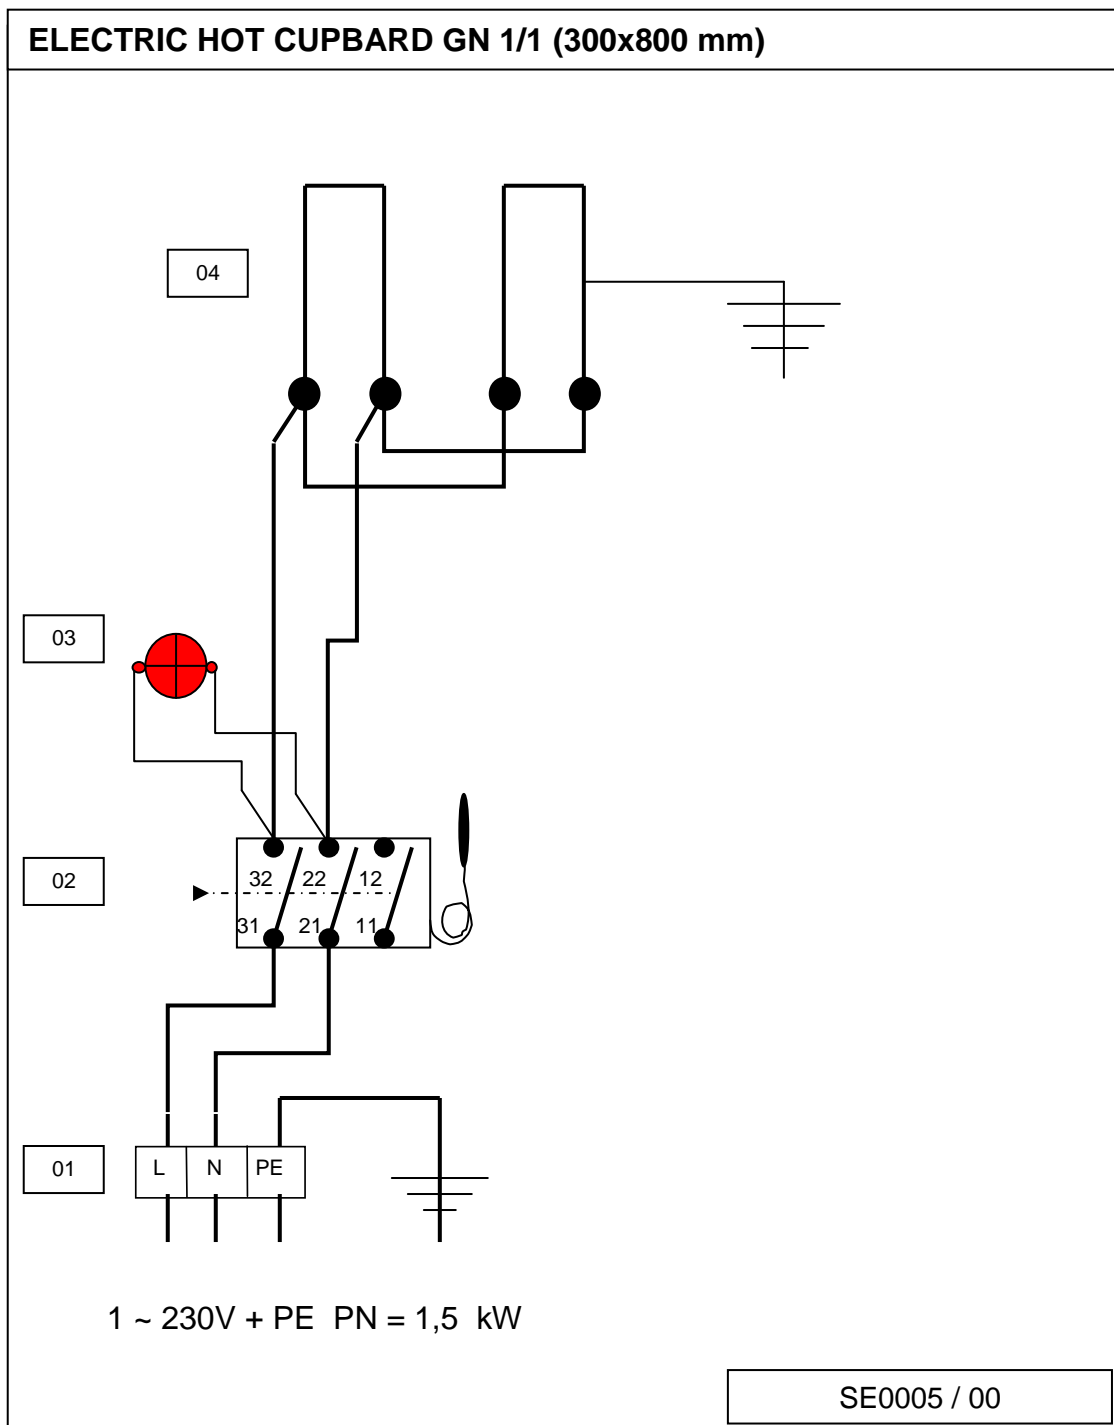 ELECTRIC HOT CUPBARD GN 1/1 (300x800 mm)
04
03
02
32 22 12
31 21 11
01
L N PE
1 ~ 230V + PE PN = 1,5 kW
SE0005 / 00